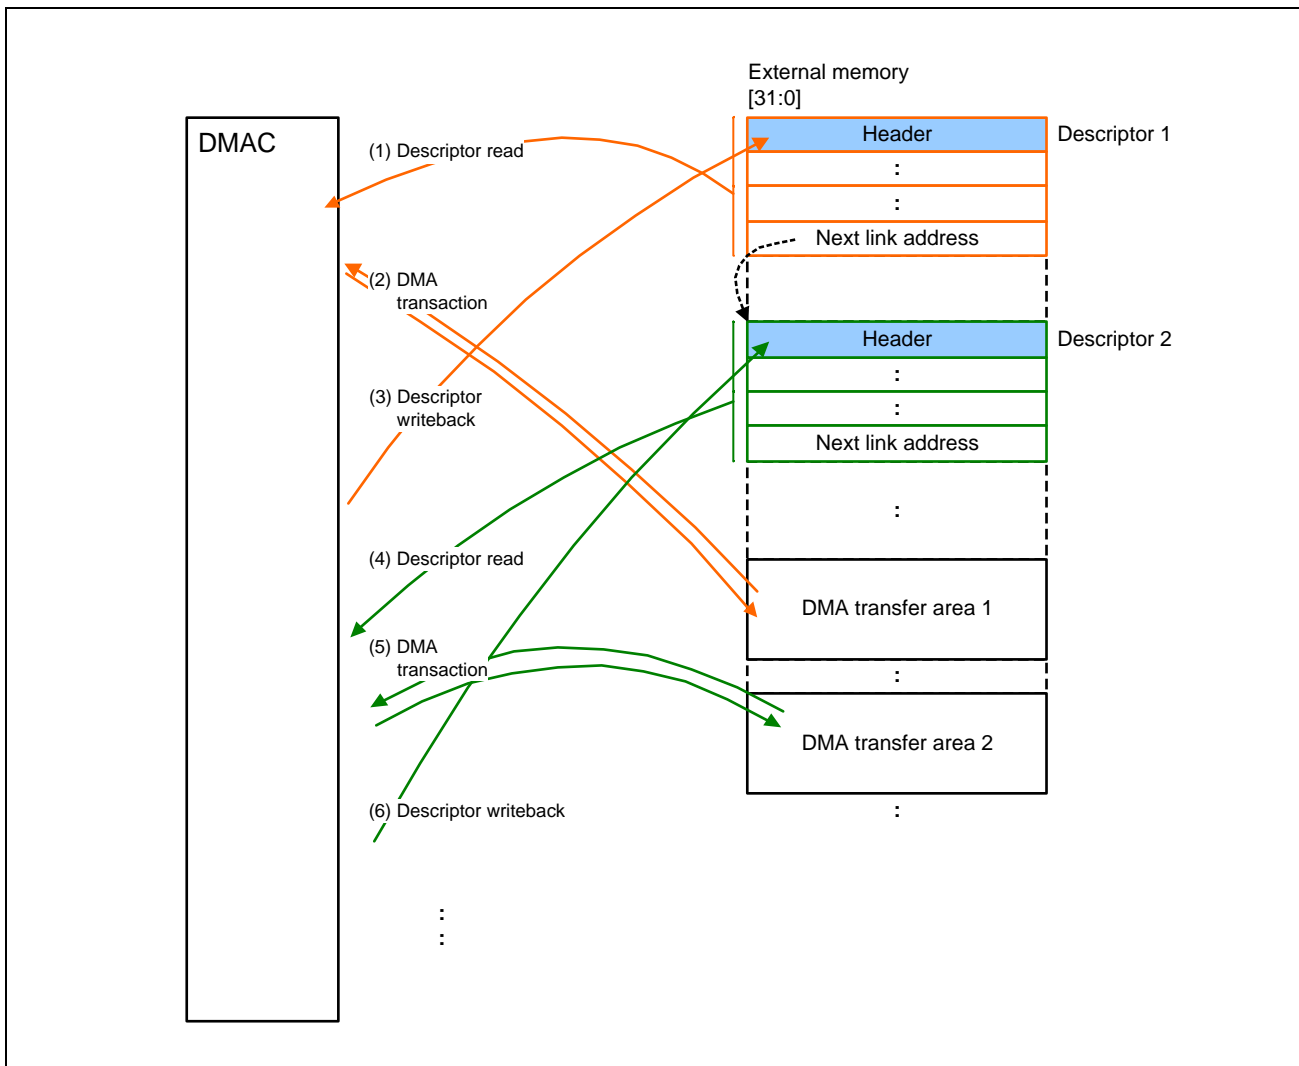 External memory
[31:0]
DMAC
Header
Descriptor 1
(1) Descriptor read
:
:
Next link address
(2) DMA
transaction
Header
Descriptor 2
:
(3) Descriptor
writeback
:
Next link address
:
(4) Descriptor read
DMA transfer area 1
(5) DMA
transaction
:
DMA transfer area 2
(6) Descriptor writeback
:
:
: